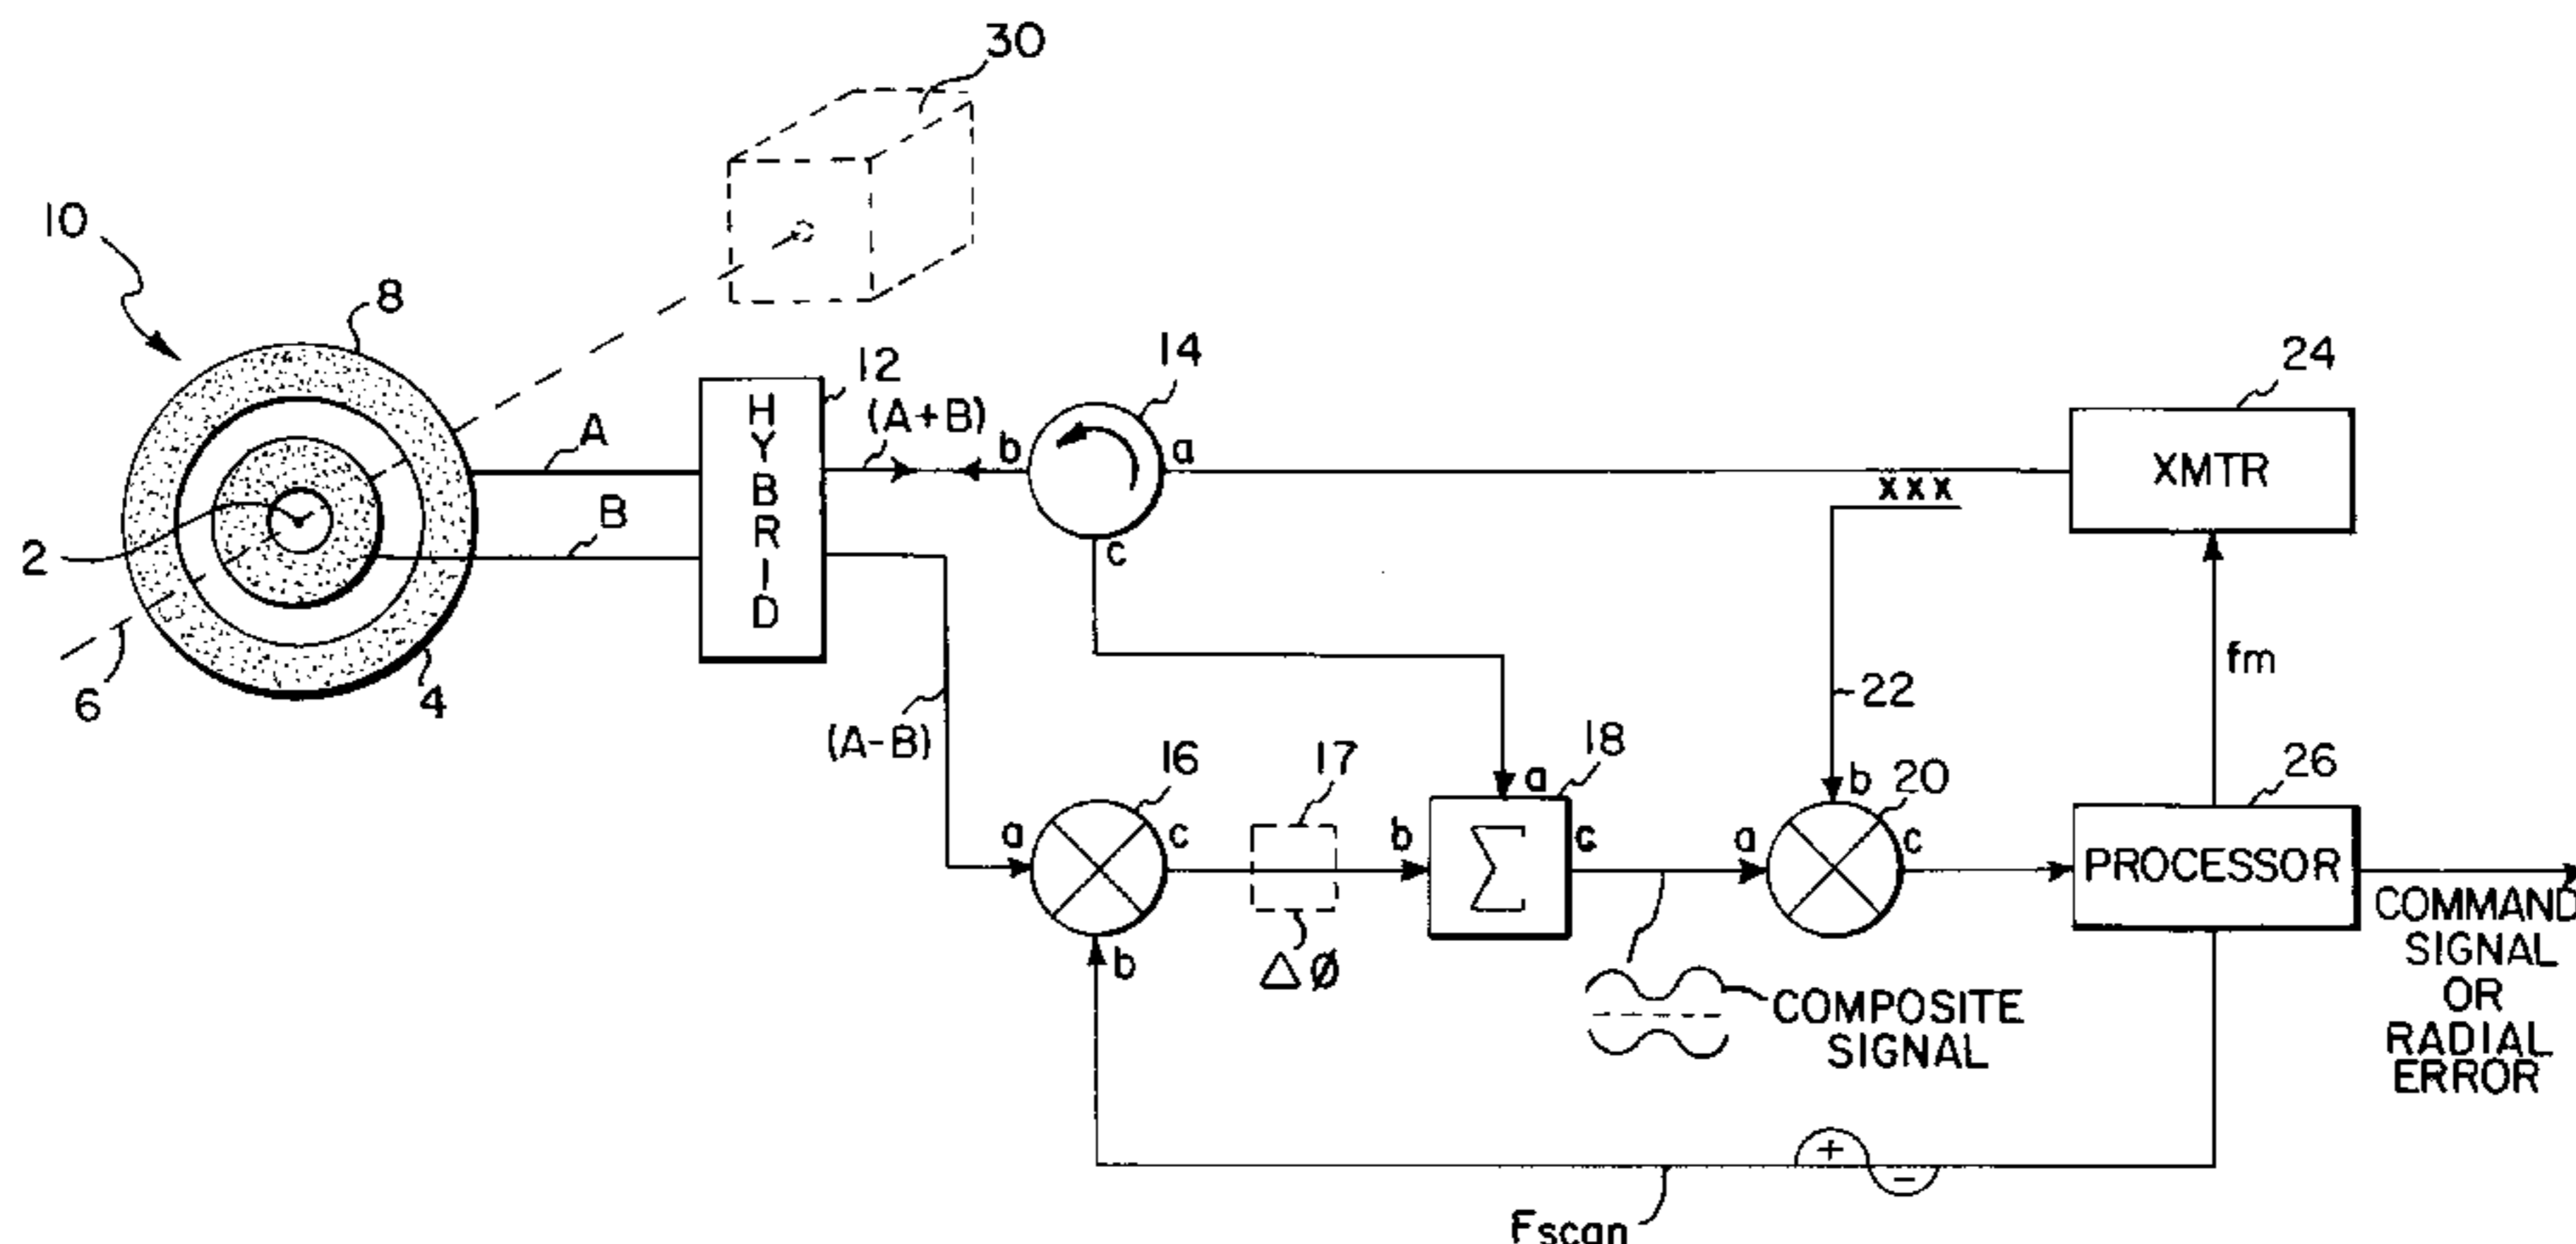 30
10
8
12
14
24
A
(A+B)
b
a
XMTR
XXX
HYBRID
B
2
c
fm
22
6
4
(A-B)
16
17
18
a
b
20
26
a
c
b
c
a
c
Σ
PROCESSOR
b
Δø
COMPOSITE
SIGNAL
COMMAND
SIGNAL
OR
RADIAL
ERROR
+
-
Fscan